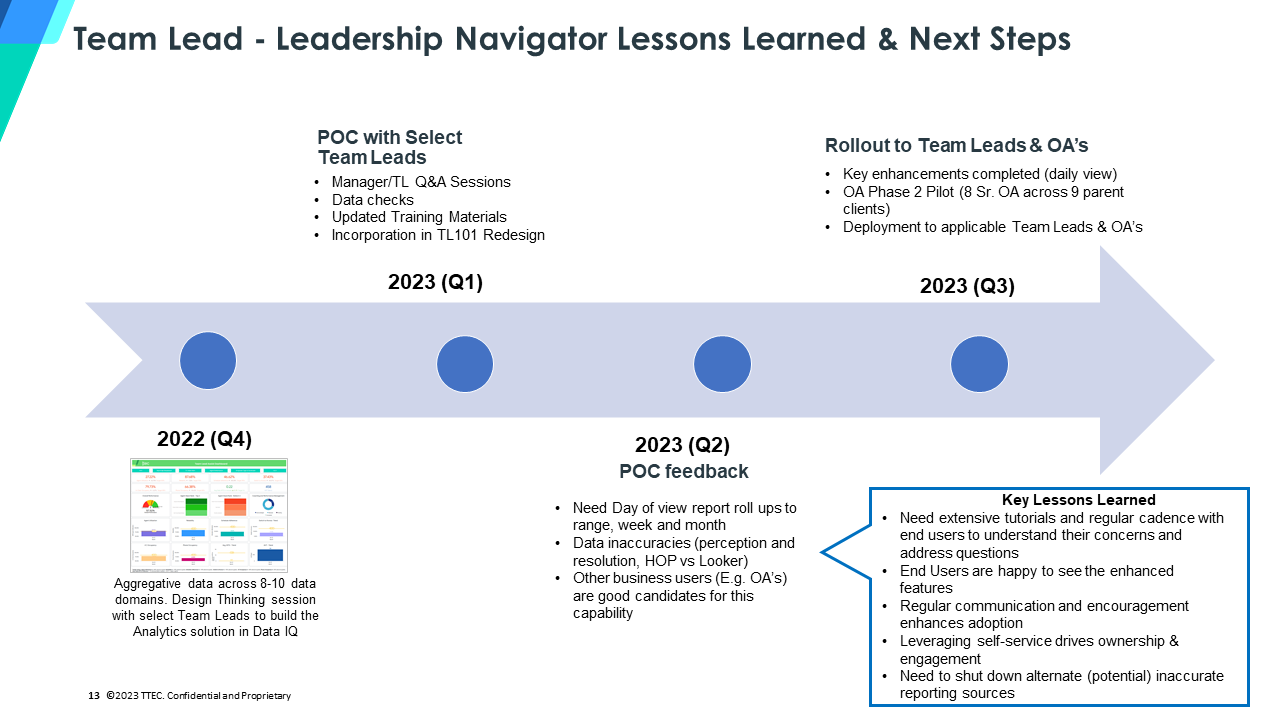 Team Lead - Leadership Navigator Lessons Learned & Next Steps
POC with Select
Team Leads
• Manager/TL Q&A Sessions
• Data checks
• Updated Training Materials
• Incorporation in TL101 Redesign
2023 (Q1)
Rollout to Team Leads & OA's
• Key enhancements completed (daily view)
• OA Phase 2 Pilot (8 Sr. OA across 9 parent
clients)
• Deployment to applicable Team Leads & OA's
2023 (Q3)
2022 (Q4)
Aggregative data across 8-10 data
domains. Design Thinking session
with select Team Leads to build the
Analytics solution in Data IQ
2023 (Q2)
POC feedback
• Need Day of view report roll ups to
range, week and month
• Data inaccuracies (perception and
resolution, HOP vs Looker)
• Other business users (E.g. OA's)
are good candidates for this
capability
Key Lessons Learned
• Need extensive tutorials and regular cadence with
end users to understand their concerns and
address questions
• End Users are happy to see the enhanced
features
• Regular communication and encouragement
enhances adoption
• Leveraging self-service drives ownership &
engagement
• Need to shut down alternate (potential) inaccurate
reporting sources
13 ©2023 TTEC. Confidential and Proprietary